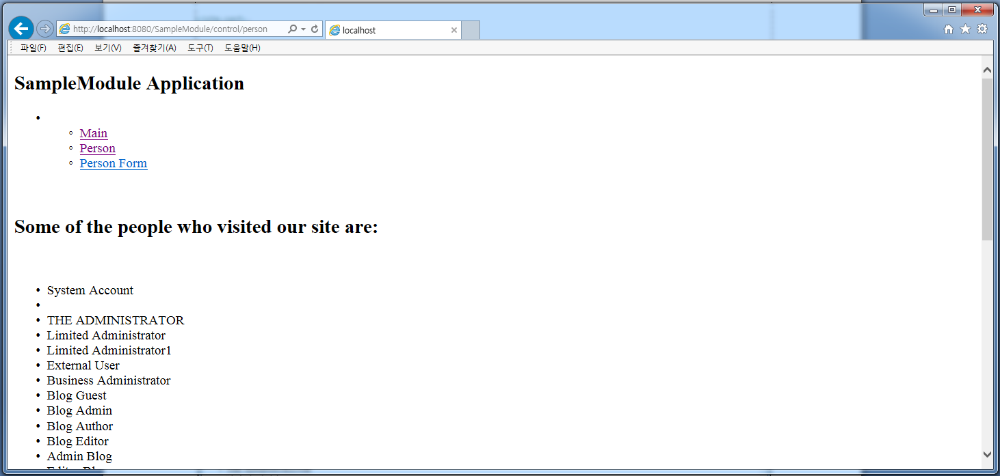 http://localhost:8080/SampleModule/control/person
localhost
파일(F) 편집(E) 보기(V) 즐겨찾기(A) 도구(T) 도움말(H)
SampleModule Application
Main
Person
Person Form
Some of the people who visited our site are:
System Account
THE ADMINISTRATOR
Limited Administrator
Limited Administrator1
External User
Business Administrator
Blog Guest
Blog Admin
Blog Author
Blog Editor
Admin Blog